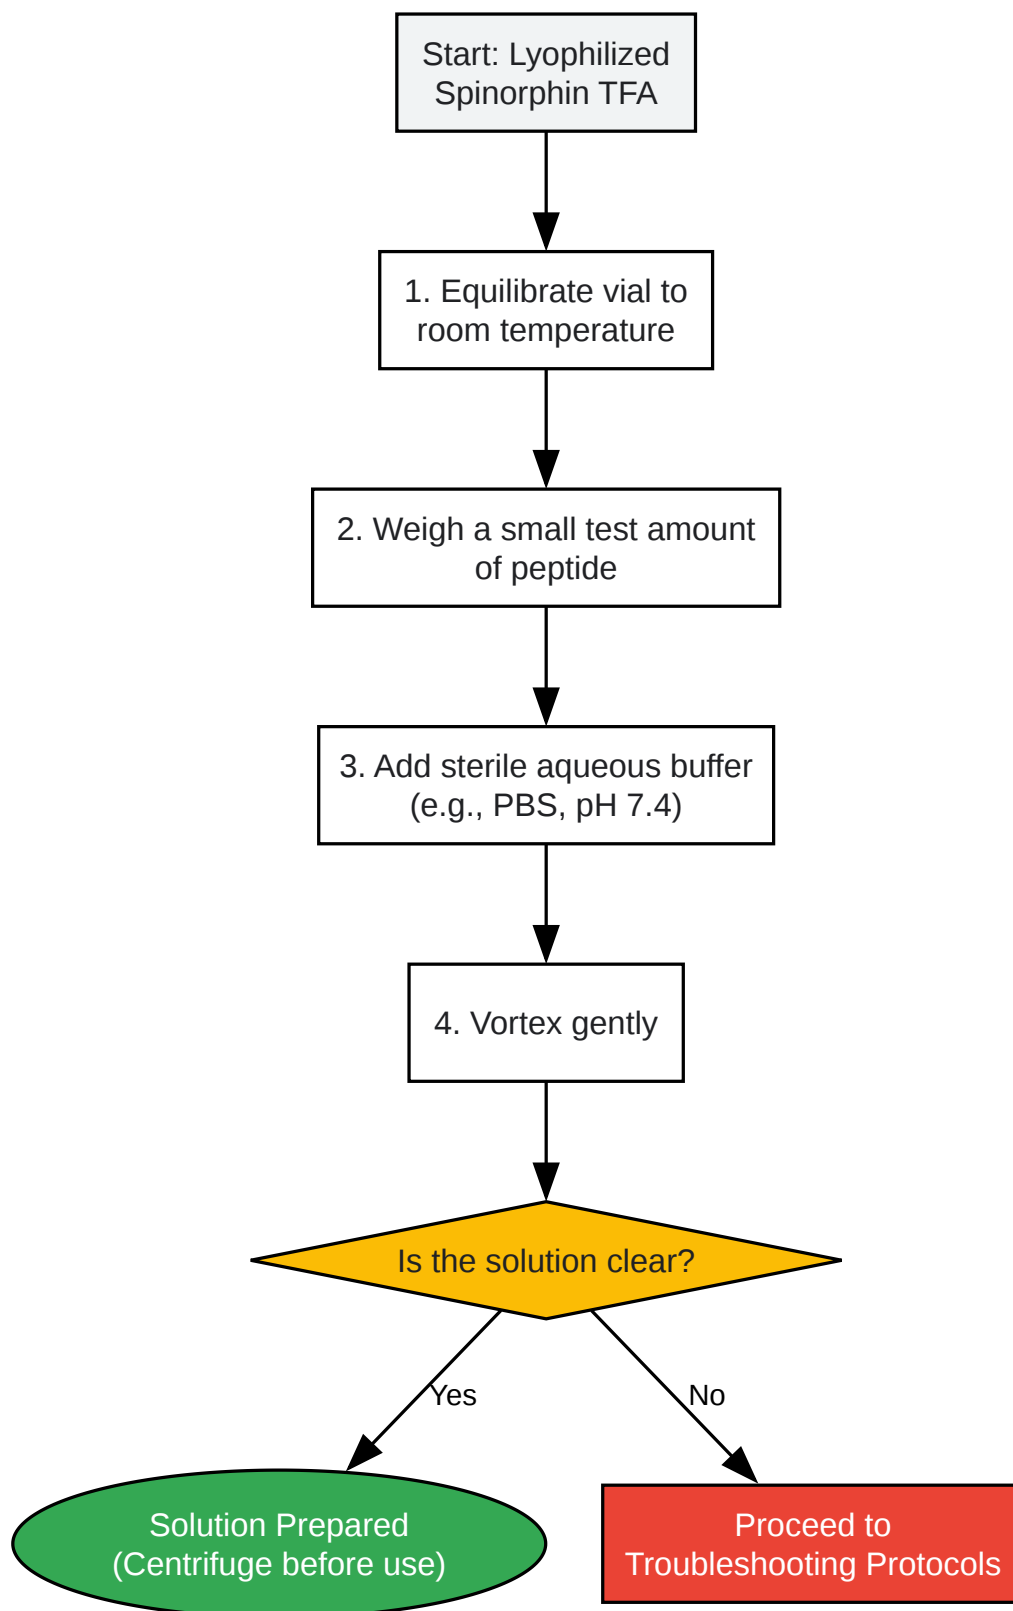 Start: Lyophilized
Spinorphin TFA
1. Equilibrate vial to
room temperature
2. Weigh a small test amount
of peptide
3. Add sterile aqueous buffer
(e.g., PBS, pH 7.4)
4. Vortex gently
Is the solution clear?
Yes
No
Solution Prepared
(Centrifuge before use)
Proceed to
Troubleshooting Protocols